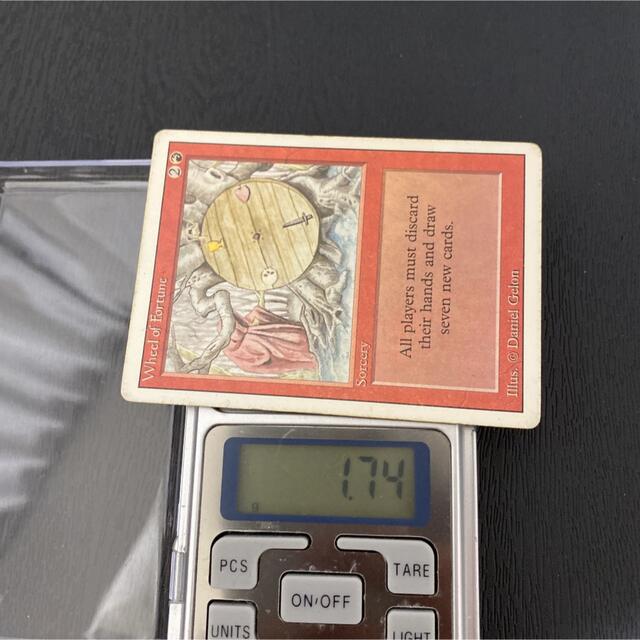 Wheel of Fortune
2
Sorcery
All players must discard
their hands and draw
seven new cards.
Illus. © Daniel Gelon
1.74
g
PCS
TARE
ON/OFF
UNITS
LIGHT